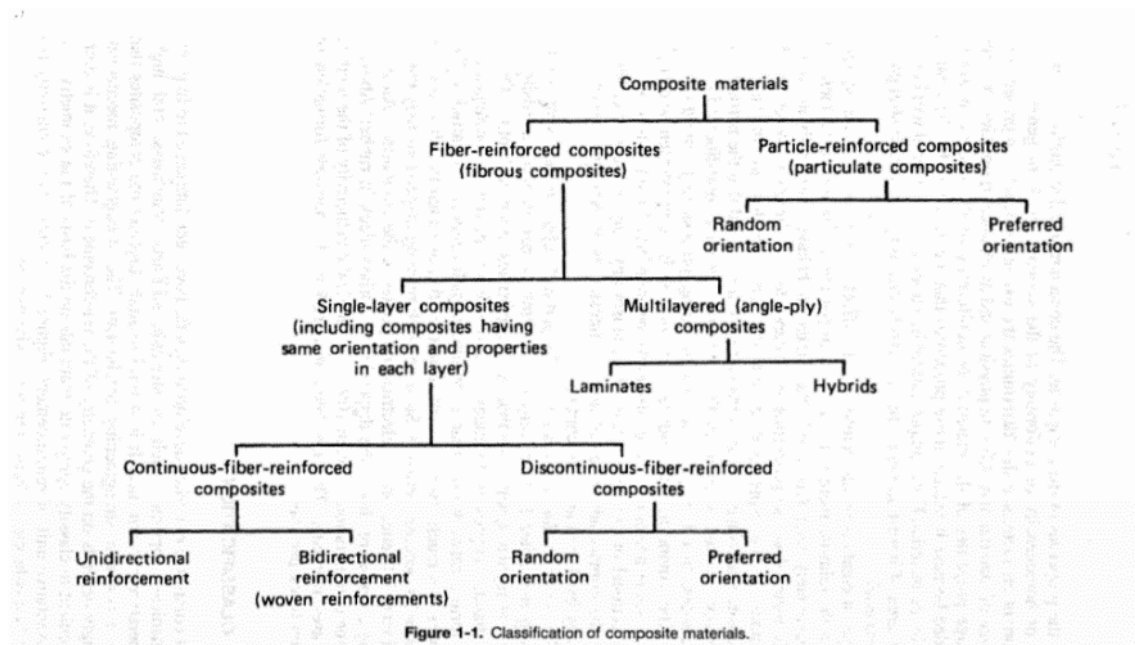 Composite materials
Fiber-reinforced composites
(fibrous composites)
Particle-reinforced composites
(particulate composites)
Random
orientation
Preferred
orientation
Single-layer composites
(including composites having
same orientation and properties
in each layer)
Multilayered (angle-ply)
composites
Laminates
Hybrids
Continuous-fiber-reinforced
composites
Discontinuous-fiber-reinforced
composites
Unidirectional
reinforcement
Bidirectional
reinforcement
(woven reinforcements)
Random
orientation
Preferred
orientation
Figure 1-1. Classification of composite materials.